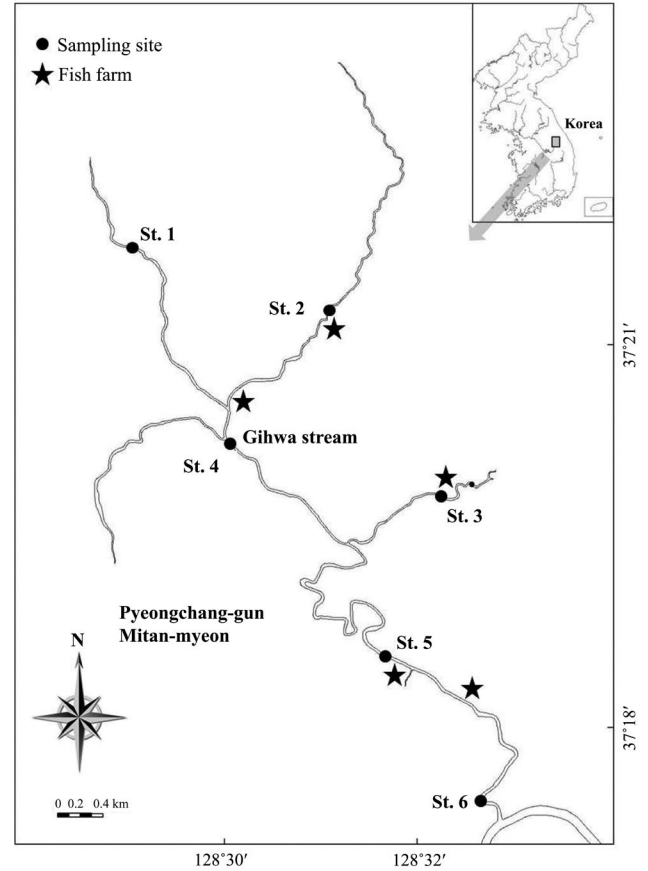 Sampling site
Fish farm
Korea
St. 1
St. 2
37°21′
Gihwa stream
St. 4
St. 3
Pyeongchang-gun
Mitan-myeon
N
St. 5
37°18′
St. 6
0 0.2 0.4 km
128°30′ 128°32′